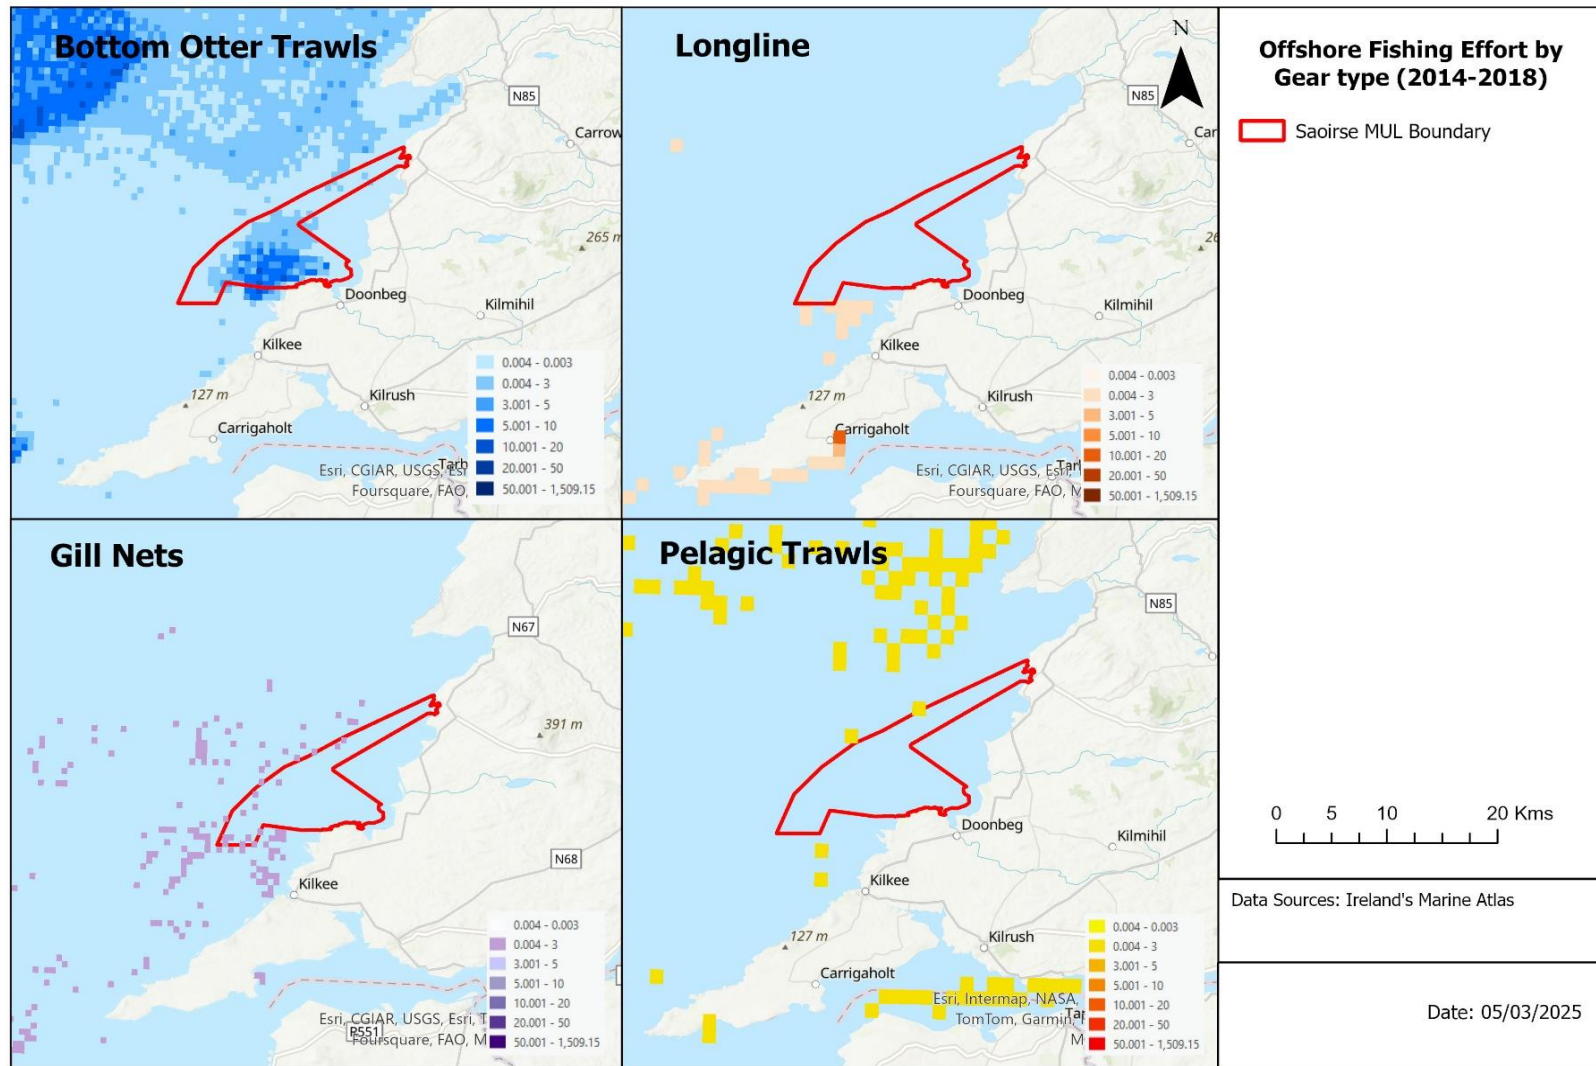 Bottom Otter Trawls
N85
Carrow
265 m
Doonbeg
Kilmihil
Kilkee
127 m
Kilrush
Carrigaholt
Esri, CGIAR, USGS, Esri
Foursquare, FAO,
0.004 - 0.003
0.004 - 3
3.001 - 5
5.001 - 10
10.001 - 20
20.001 - 50
50.001 - 1,509.15
Longline
N
N85
Car
26
Doonbeg
Kilmihil
Kilkee
127 m
Kilrush
Carrigaholt
Esri, CGIAR, USGS, Esri,
Foursquare, FAO, M
0.004 - 0.003
0.004 - 3
3.001 - 5
5.001 - 10
10.001 - 20
20.001 - 50
50.001 - 1,509.15
Gill Nets
N67
391 m
N68
Kilkee
Esri, CGIAR, USGS, Esri, T
Foursquare, FAO, M
0.004 - 0.003
0.004 - 3
3.001 - 5
5.001 - 10
10.001 - 20
20.001 - 50
50.001 - 1,509.15
Pelagic Trawls
N85
Doonbeg
Kilmihil
Kilkee
127 m
Kilrush
Carrigaholt
Esri, Intermap, NASA,
TomTom, Garmin,
M
0.004 - 0.003
0.004 - 3
3.001 - 5
5.001 - 10
10.001 - 20
20.001 - 50
50.001 - 1,509.15
Offshore Fishing Effort by
Gear type (2014-2018)
Saoirse MUL Boundary
0 5 10 20 Kms
Data Sources: Ireland's Marine Atlas
Date: 05/03/2025